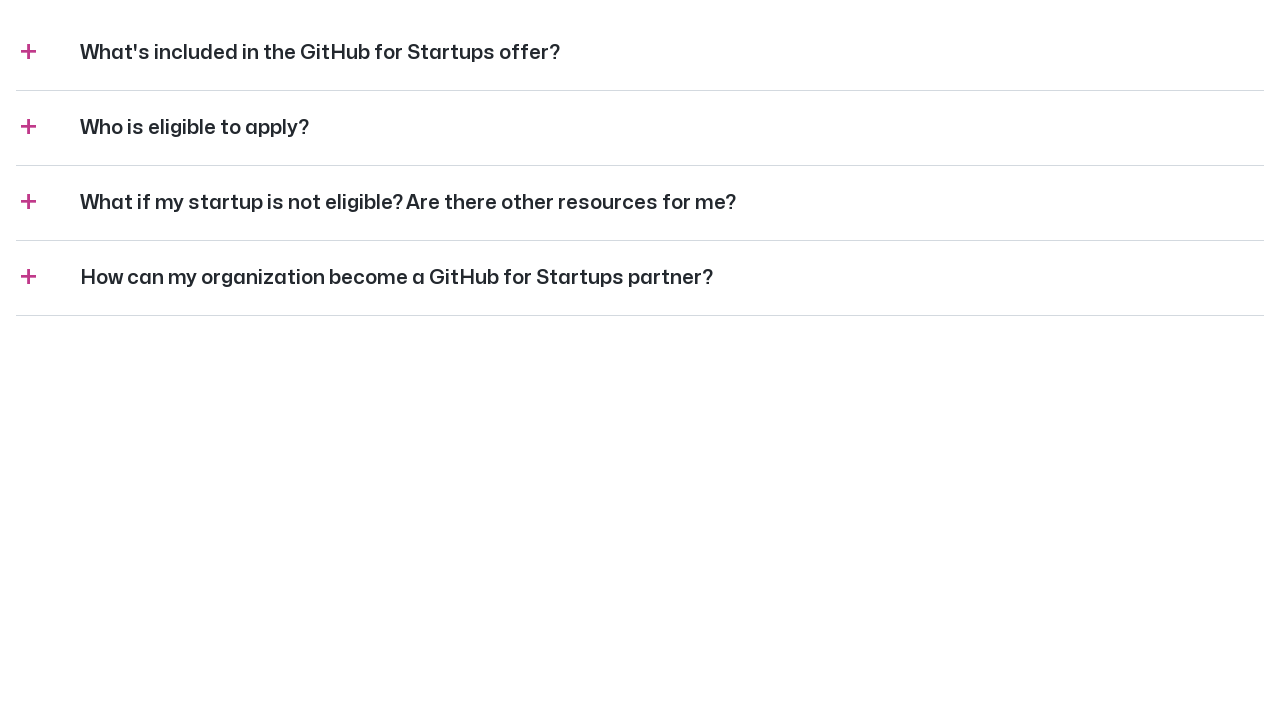 What's included in the GitHub for Startups offer?
Who is eligible to apply?
What if my startup is not eligible? Are there other resources for me?
How can my organization become a GitHub for Startups partner?